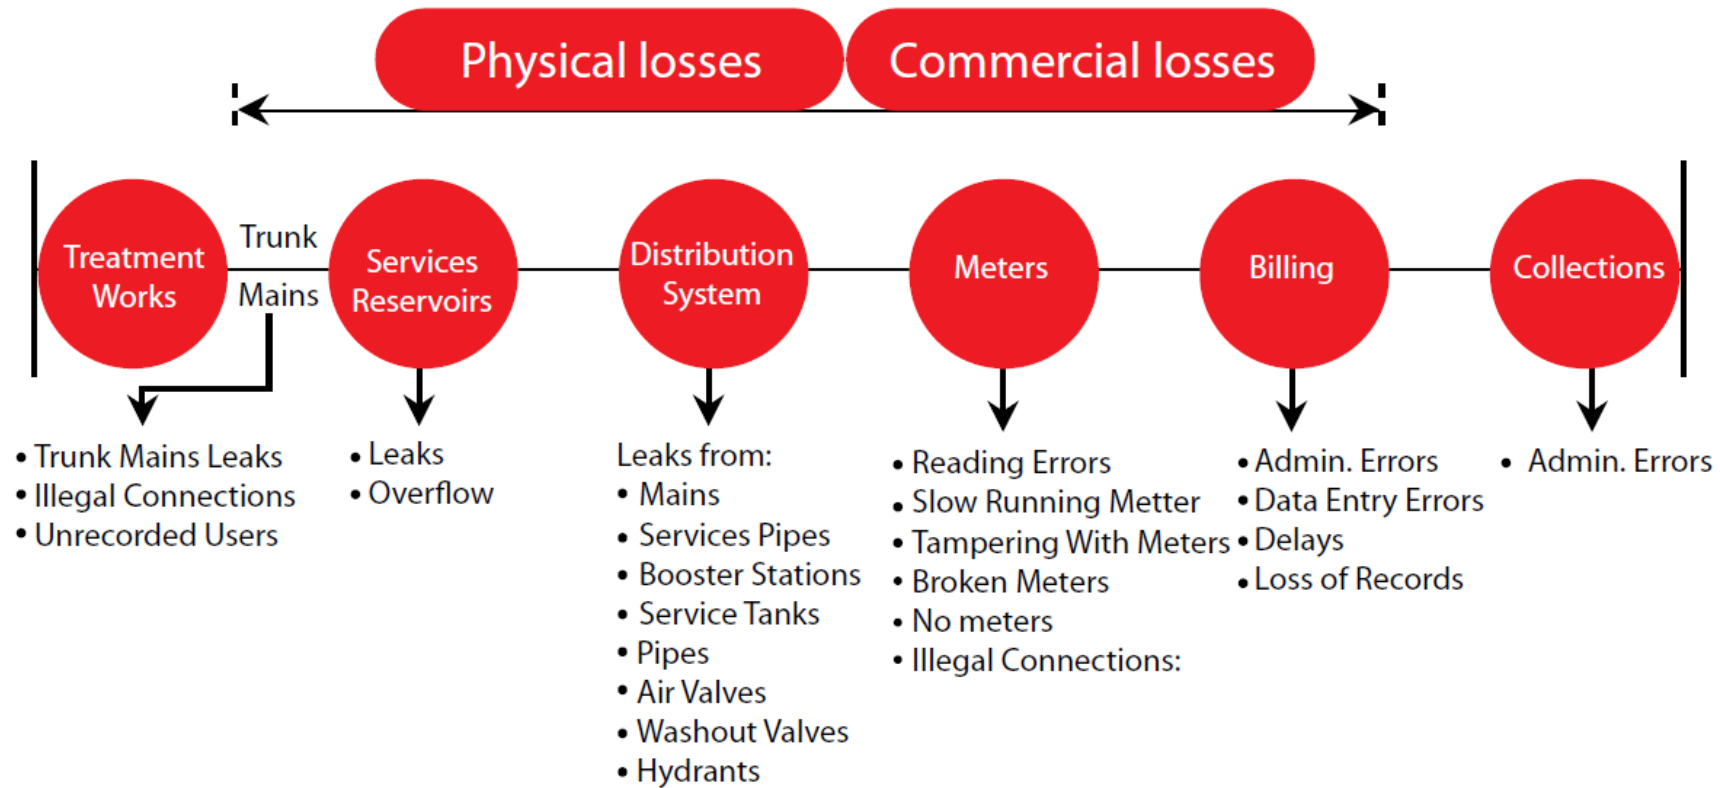 Physical losses
Commercial losses
Treatment
Works
Trunk
Mains
Services
Reservoirs
Distribution
System
Meters
Billing
Collections
• Trunk Mains Leaks
• Illegal Connections
• Unrecorded Users
• Leaks
• Overflow
Leaks from:
• Mains
• Services Pipes
• Booster Stations
• Service Tanks
• Pipes
• Air Valves
• Washout Valves
• Hydrants
• Reading Errors
• Slow Running Metter
• Tampering With Meters
• Broken Meters
• No meters
• Illegal Connections:
• Admin. Errors
• Data Entry Errors
• Delays
• Loss of Records
• Admin. Errors